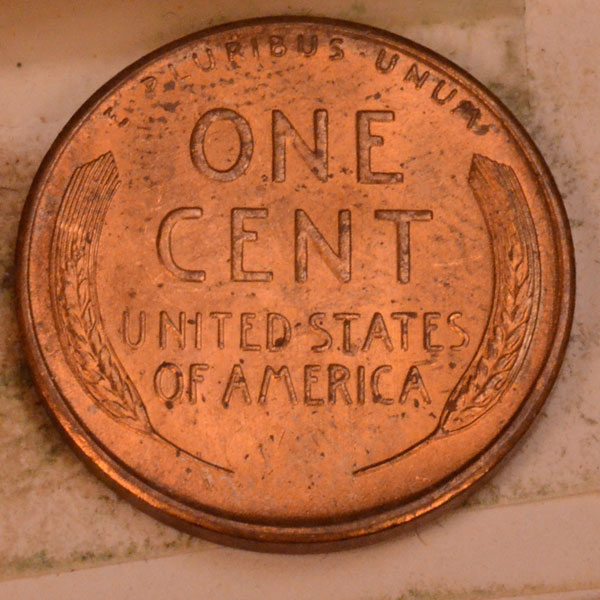 E PLURIBUS UNUM
ONE
CENT
UNITED STATES
OF AMERICA